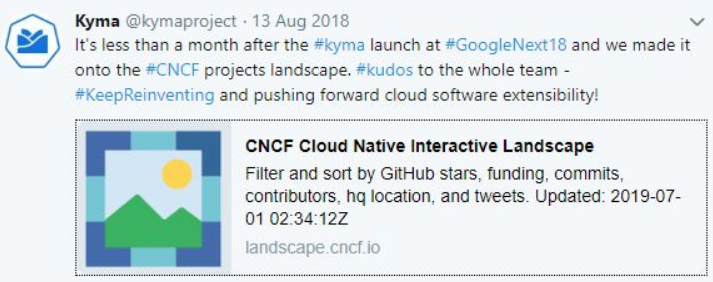 Kyma @kymaproject · 13 Aug 2018
It's less than a month after the #kyma launch at #GoogleNext18 and we made it
onto the #CNCF projects landscape. #kudos to the whole team -
#KeepReinventing and pushing forward cloud software extensibility!
CNCF Cloud Native Interactive Landscape
Filter and sort by GitHub stars, funding, commits,
contributors, hq location, and tweets. Updated: 2019-07-
01 02:34:12Z
landscape.cncf.io